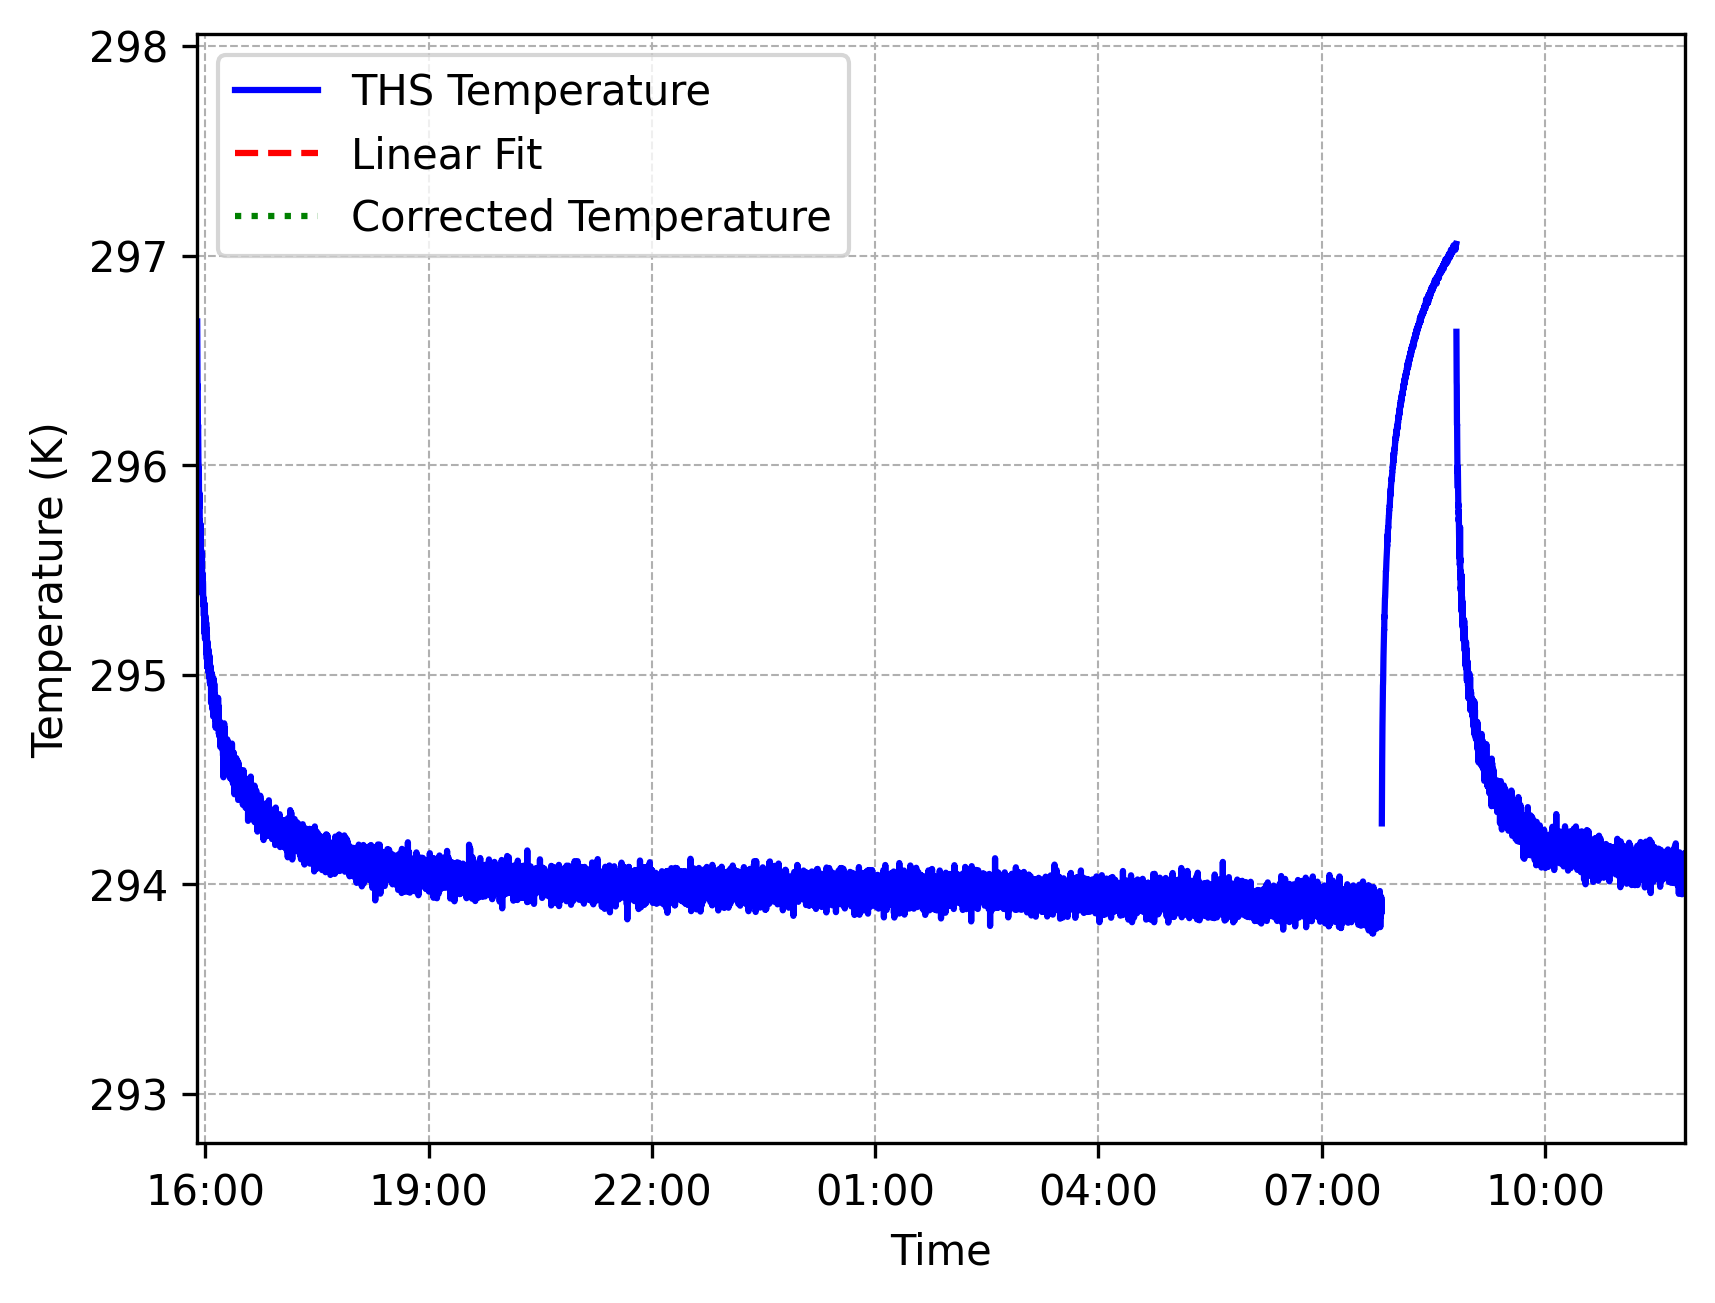 298
297
296
295
294
293
Temperature (K)
THS Temperature
Linear Fit
Corrected Temperature
16:00 19:00 22:00 01:00 04:00 07:00 10:00
Time